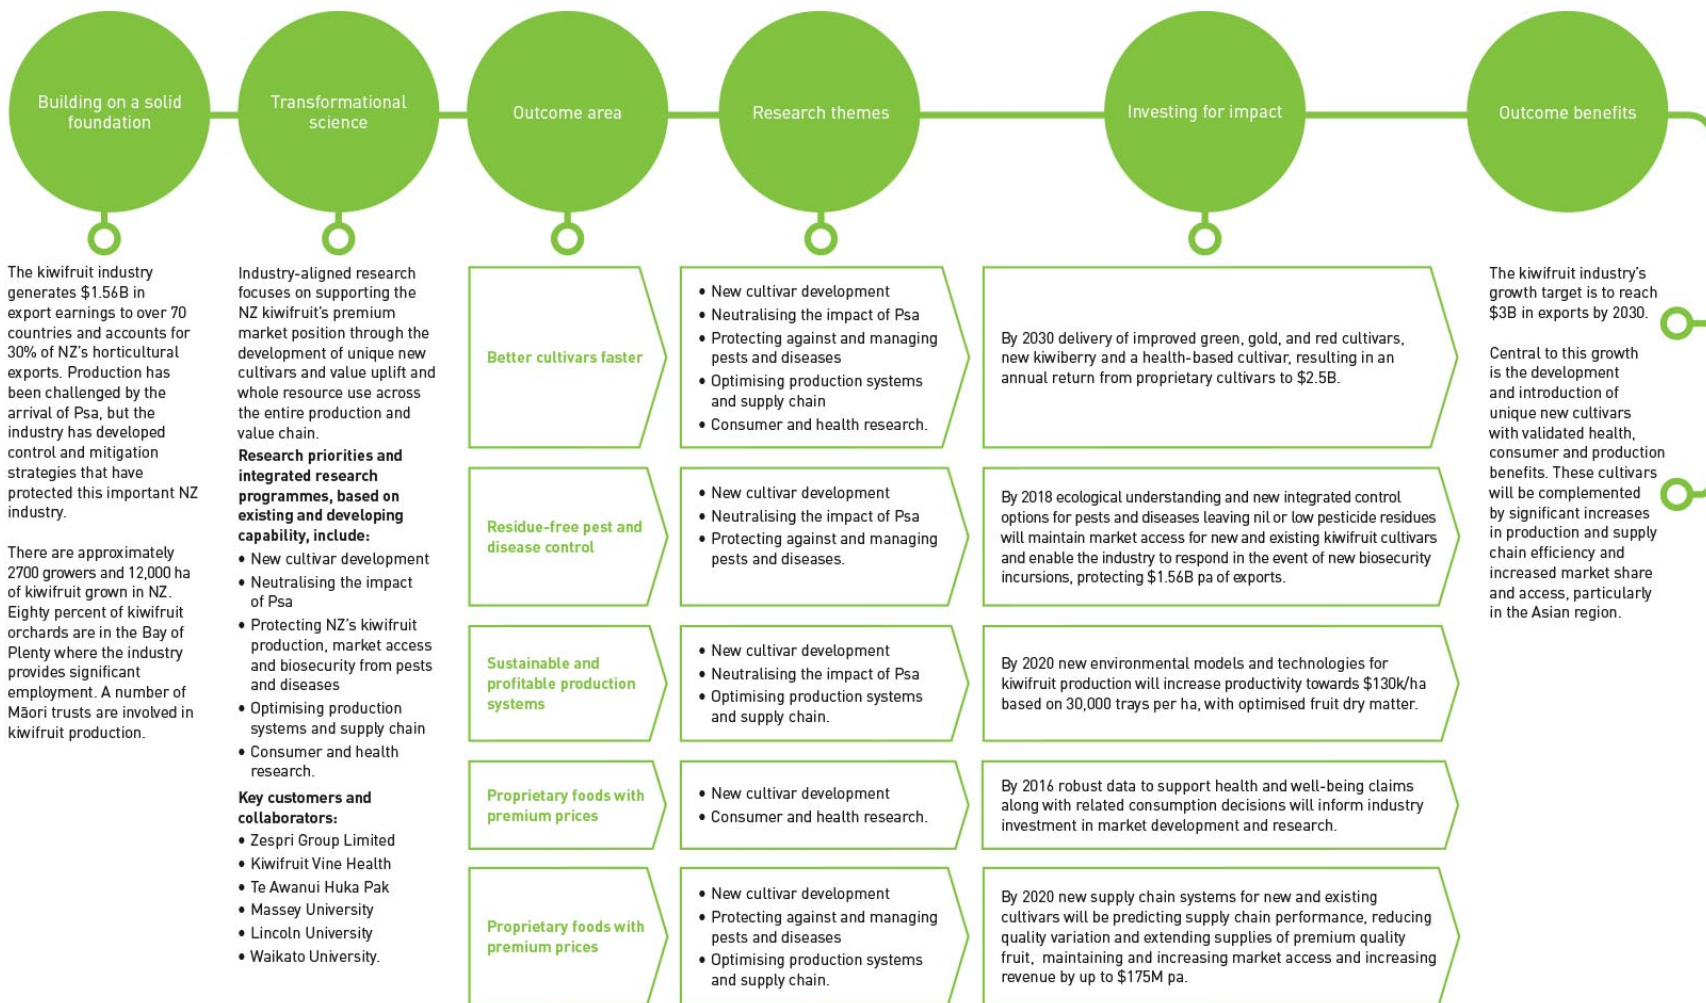 Building on a solid
foundation
Transformational
science
Outcome area
Research themes
Investing for impact
Outcome benefits
The kiwifruit industry
generates $1.56B in
export earnings to over 70
countries and accounts for
30% of NZ's horticultural
exports. Production has
been challenged by the
arrival of Psa, but the
industry has developed
control and mitigation
strategies that have
protected this important NZ
industry.
There are approximately
2700 growers and 12,000 ha
of kiwifruit grown in NZ.
Eighty percent of kiwifruit
orchards are in the Bay of
Plenty where the industry
provides significant
employment. A number of
Māori trusts are involved in
kiwifruit production.
Industry-aligned research
focuses on supporting the
NZ kiwifruit's premium
market position through the
development of unique new
cultivars and value uplift and
whole resource use across
the entire production and
value chain.
Research priorities and
integrated research
programmes, based on
existing and developing
capability, include:
• New cultivar development
• Neutralising the impact
of Psa
• Protecting NZ's kiwifruit
production, market access
and biosecurity from pests
and diseases
• Optimising production
systems and supply chain
• Consumer and health
research.
Key customers and
collaborators:
• Zespri Group Limited
• Kiwifruit Vine Health
• Te Awanui Huka Pak
• Massey University
• Lincoln University
• Waikato University.
Better cultivars faster
• New cultivar development
• Neutralising the impact of Psa
• Protecting against and managing
pests and diseases
• Optimising production systems
and supply chain
• Consumer and health research.
By 2030 delivery of improved green, gold, and red cultivars,
new kiwiberry and a health-based cultivar, resulting in an
annual return from proprietary cultivars to $2.5B.
Residue-free pest and
disease control
• New cultivar development
• Neutralising the impact of Psa
• Protecting against and managing
pests and diseases.
By 2018 ecological understanding and new integrated control
options for pests and diseases leaving nil or low pesticide residues
will maintain market access for new and existing kiwifruit cultivars
and enable the industry to respond in the event of new biosecurity
incursions, protecting $1.56B pa of exports.
Sustainable and
profitable production
systems
• New cultivar development
• Neutralising the impact of Psa
• Optimising production systems
and supply chain.
By 2020 new environmental models and technologies for
kiwifruit production will increase productivity towards $130k/ha
based on 30,000 trays per ha, with optimised fruit dry matter.
Proprietary foods with
premium prices
• New cultivar development
• Consumer and health research.
By 2016 robust data to support health and well-being claims
along with related consumption decisions will inform industry
investment in market development and research.
Proprietary foods with
premium prices
• New cultivar development
• Protecting against and managing
pests and diseases
• Optimising production systems
and supply chain.
By 2020 new supply chain systems for new and existing
cultivars will be predicting supply chain performance, reducing
quality variation and extending supplies of premium quality
fruit, maintaining and increasing market access and increasing
revenue by up to $175M pa.
The kiwifruit industry's
growth target is to reach
$3B in exports by 2030.
Central to this growth
is the development
and introduction of
unique new cultivars
with validated health,
consumer and production
benefits. These cultivars
will be complemented
by significant increases
in production and supply
chain efficiency and
increased market share
and access, particularly
in the Asian region.